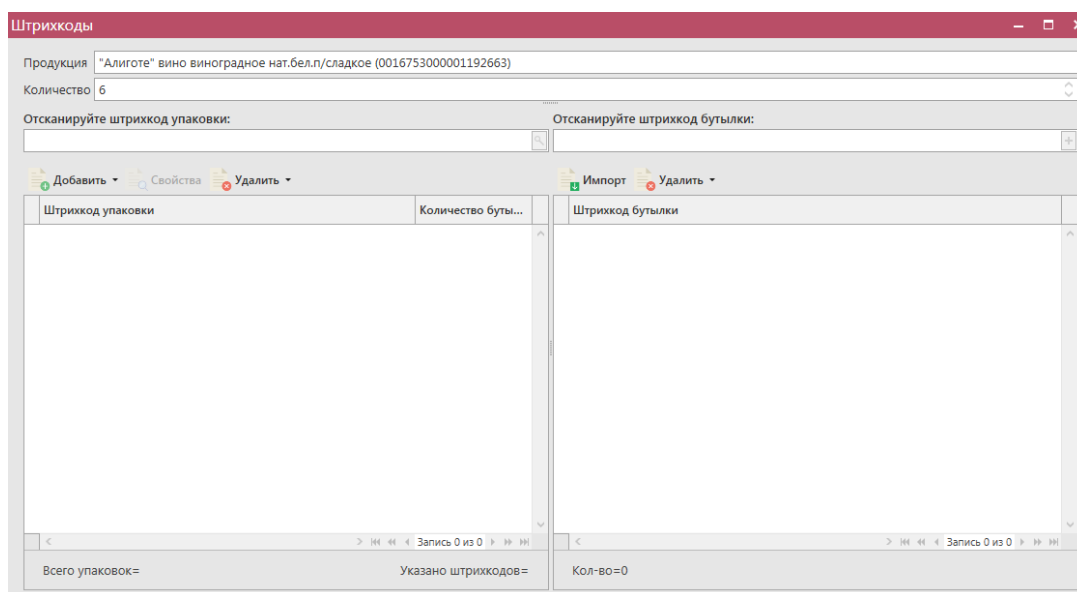 Штрихкоды
Продукция "Алиготе" вино виноградное нат.бел.п/сладкое (0016753000001192663)
Количество 6
Отсканируйте штрихкод упаковки:
Отсканируйте штрихкод бутылки:
Добавить Свойства Удалить
Импорт Удалить
Штрихкод упаковки Количество буты...
Штрихкод бутылки
Запись 0 из 0
Запись 0 из 0
Всего упаковок= Указано штрихкодов=
Кол-во=0